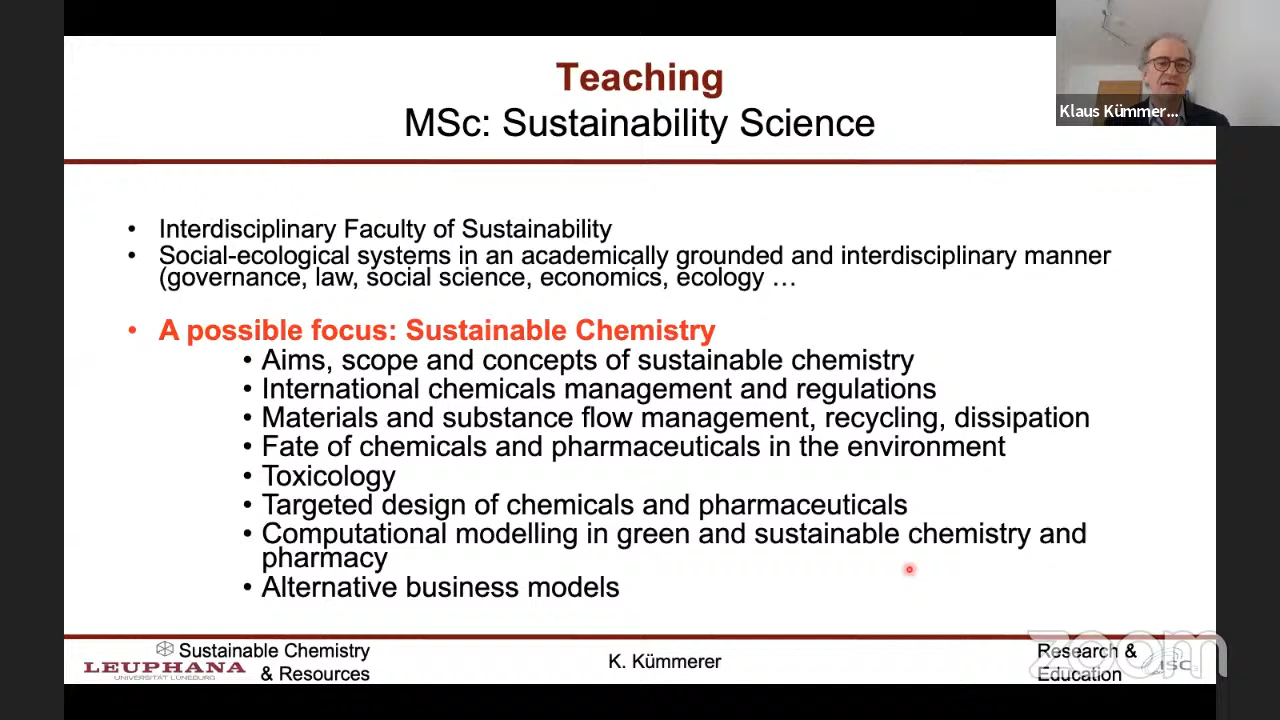 Teaching
MSc: Sustainability Science
Klaus Kümmer...
• Interdisciplinary Faculty of Sustainability
• Social-ecological systems in an academically grounded and interdisciplinary manner
(governance, law, social science, economics, ecology …
• A possible focus: Sustainable Chemistry
• Aims, scope and concepts of sustainable chemistry
• International chemicals management and regulations
• Materials and substance flow management, recycling, dissipation
• Fate of chemicals and pharmaceuticals in the environment
• Toxicology
• Targeted design of chemicals and pharmaceuticals
• Computational modelling in green and sustainable chemistry and
pharmacy
• Alternative business models
Sustainable Chemistry
& Resources
LEUPHANA
UNIVERSITÄT LÜNEBURG
K. Kümmerer
Research &
Education
ISC
zoom